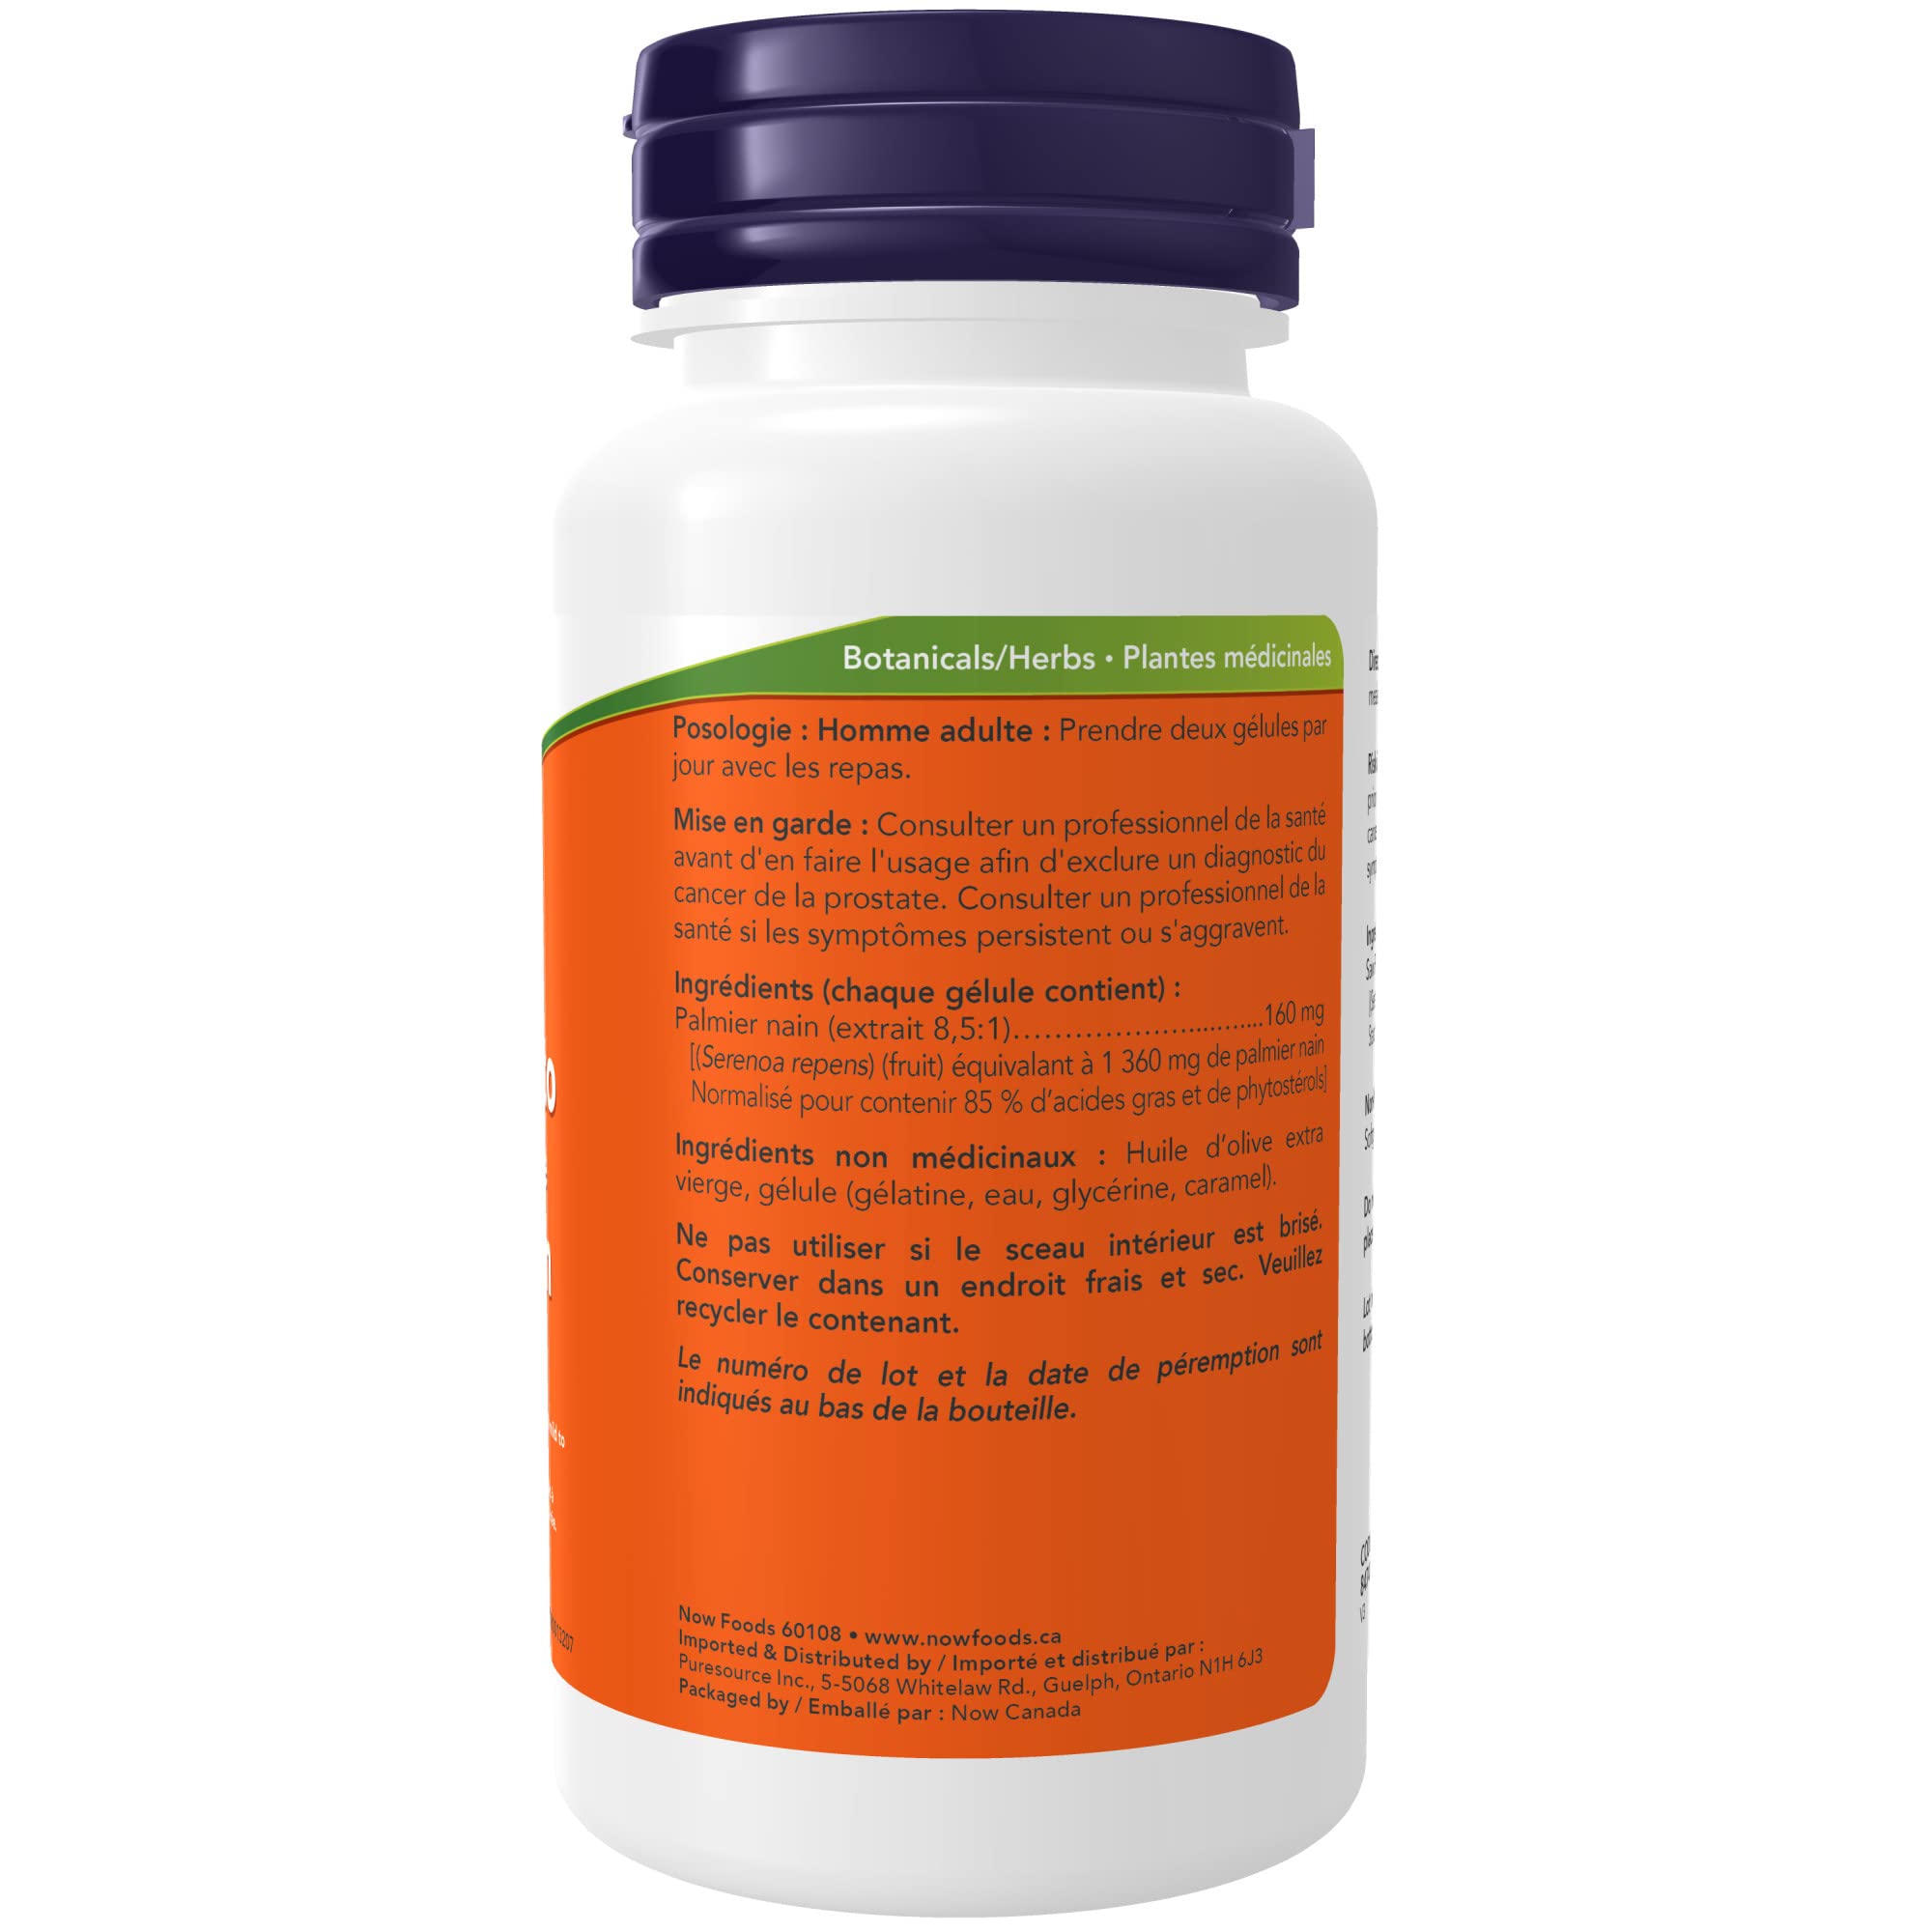 Botanicals/Herbs • Plantes médicinales
Posologie : Homme adulte : Prendre deux gélules par
jour avec les repas.
Mise en garde : Consulter un professionnel de la santé
avant d'en faire l'usage afin d'exclure un diagnostic du
cancer de la prostate. Consulter un professionnel de la
santé si les symptômes persistent ou s'aggravent.
Ingrédients (chaque gélule contient) :
Palmier nain (extrait 8,5:1)..............................160 mg
[(Serenoa repens) (fruit) équivalant à 1 360 mg de palmier nain
Normalisé pour contenir 85 % d'acides gras et de phytostérols]
Ingrédients non médicinaux : Huile d'olive extra
vierge, gélule (gélatine, eau, glycérine, caramel).
Ne pas utiliser si le sceau intérieur est brisé.
Conserver dans un endroit frais et sec. Veuillez
recycler le contenant.
Le numéro de lot et la date de péremption sont
indiqués au bas de la bouteille.
Now Foods 60108 • www.nowfoods.ca
Imported & Distributed by / Importé et distribué par :
Puresource Inc., 5-5068 Whitelaw Rd., Guelph, Ontario N1H 6J3
Packaged by / Emballé par : Now Canada